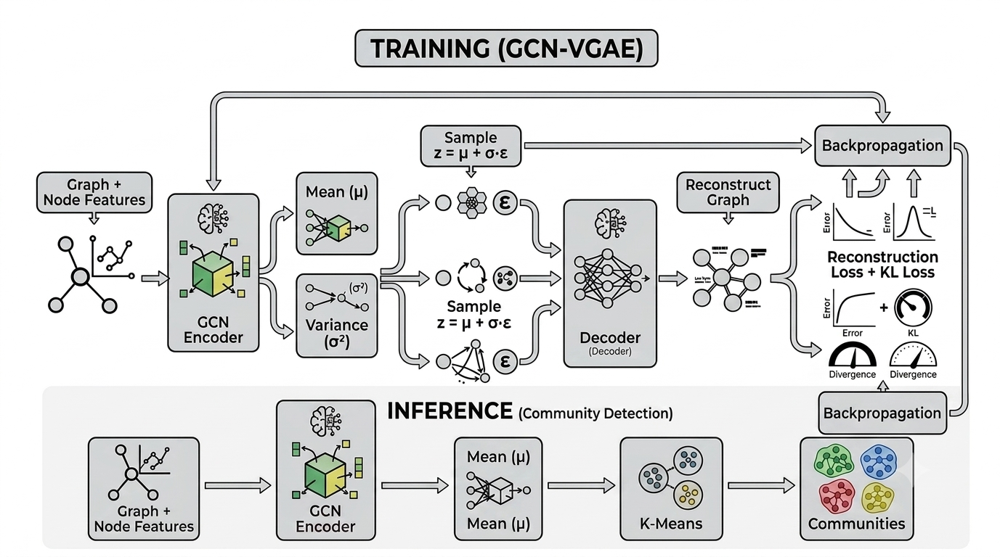 TRAINING (GCN-VGAE)
Sample
z = μ + σ·ε
Backpropagation
Graph +
Node Features
Mean (μ)
Reconstruct
Graph
GCN
Encoder
(σ²)
Variance
(σ²)
ε
Sample
z = μ + σ·ε
ε
Decoder
(Decoder)
Error
Error
Reconstruction
Loss + KL Loss
Error
+
Error
KL
Divergence
Divergence
Backpropagation
INFERENCE (Community Detection)
Graph +
Node Features
GCN
Encoder
Mean (μ)
Mean (μ)
K-Means
Communities